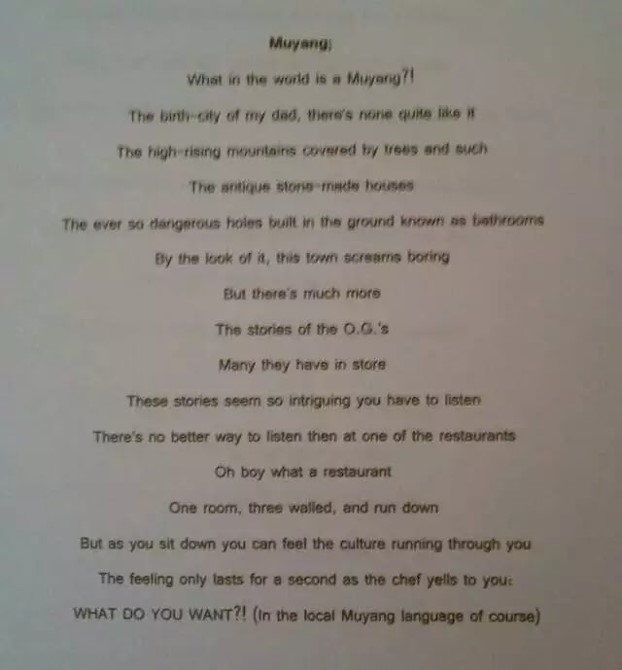 Muyang;
What in the world is a Muyang?!
The birth-city of my dad, there's none quite like it
The high-rising mountains covered by trees and such
The antique stone-made houses
The ever so dangerous holes built in the ground known as bathrooms
By the look of it, this town screams boring
But there's much more
The stories of the O.G.'s
Many they have in store
These stories seem so intriguing you have to listen
There's no better way to listen then at one of the restaurants
Oh boy what a restaurant
One room, three walled, and run down
But as you sit down you can feel the culture running through you
The feeling only lasts for a second as the chef yells to you:
WHAT DO YOU WANT?! (In the local Muyang language of course)